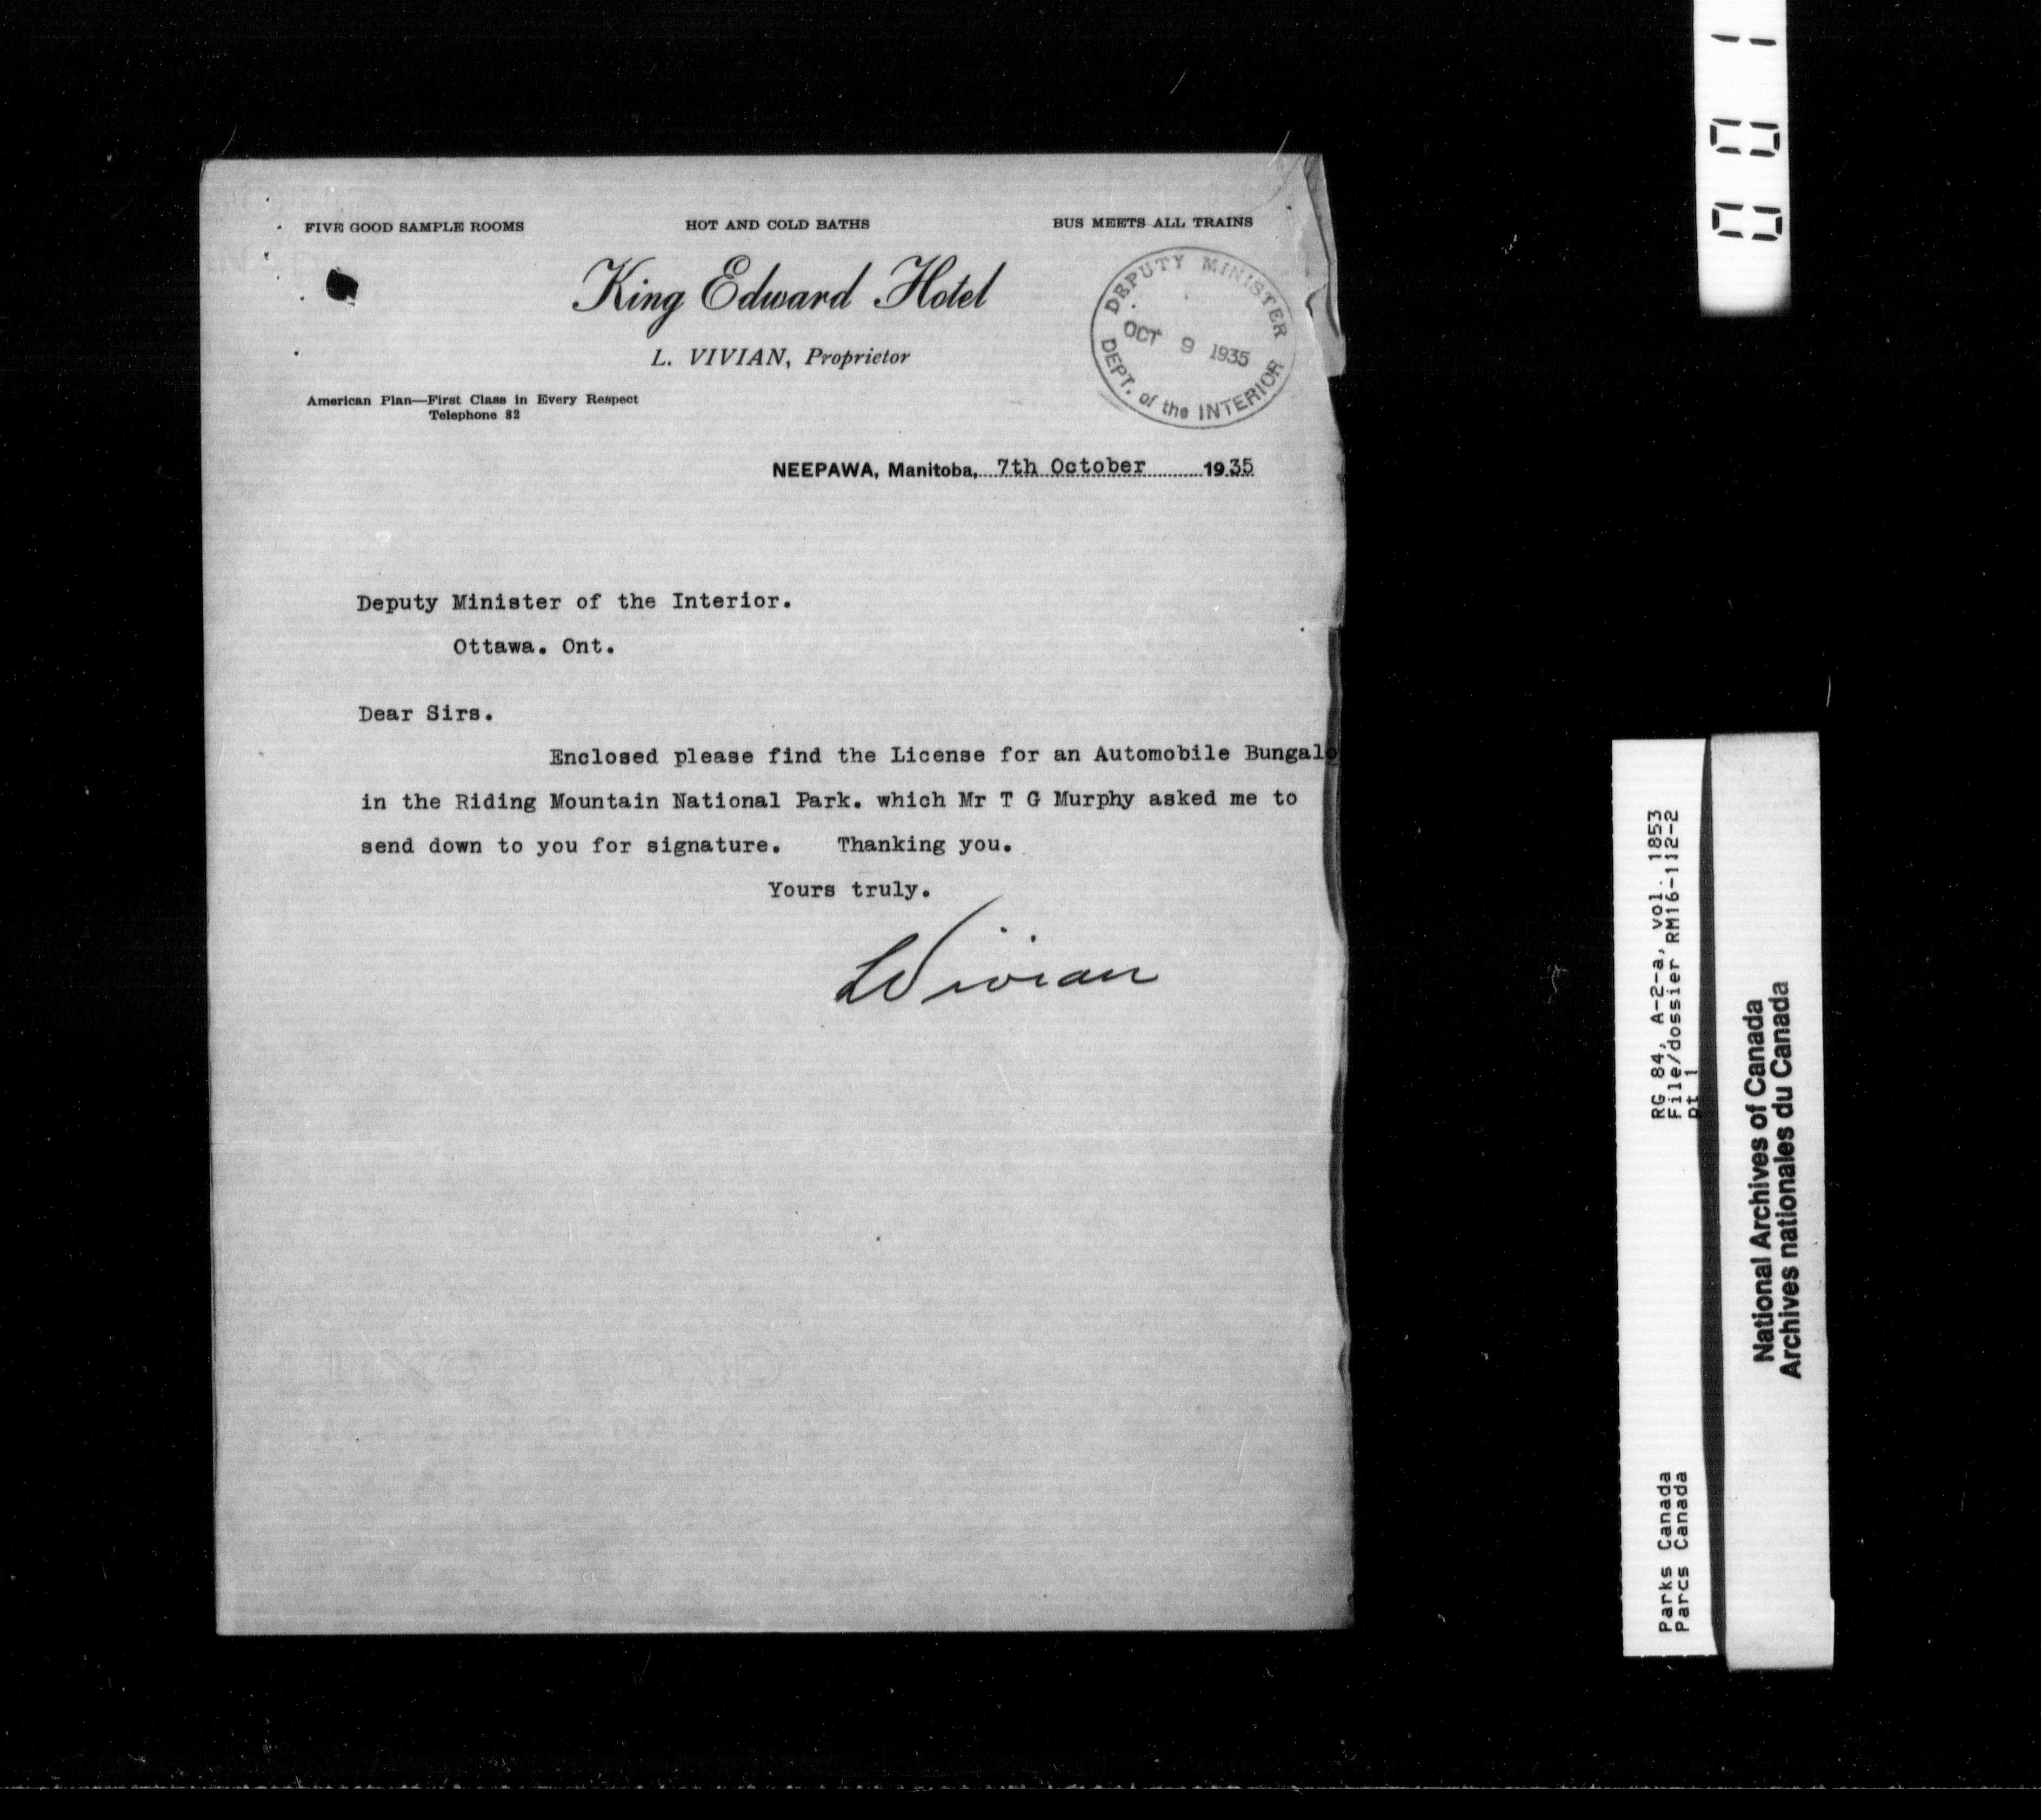 FIVE GOOD SAMPLE ROOMS HOT AND COLD BATHS BUS MEETS ALL TRAINS
King Edward Hotel
L. VIVIAN, Proprietor
American Plan—First Class in Every Respect
Telephone 82
DEPUTY MINISTER
OCT 9 1935
DEPT. of the INTERIOR
NEEPAWA, Manitoba, 7th October 1935
Deputy Minister of the Interior.
Ottawa. Ont.
Dear Sirs.
Enclosed please find the License for an Automobile Bungalo
in the Riding Mountain National Park. which Mr T G Murphy asked me to
send down to you for signature. Thanking you.
Yours truly.
L Vivian
RG 84, A-2-a, vol. 1853
File/dossier RM16-112-2
pt 1
Parks Canada
Parcs Canada
National Archives of Canada
Archives nationales du Canada